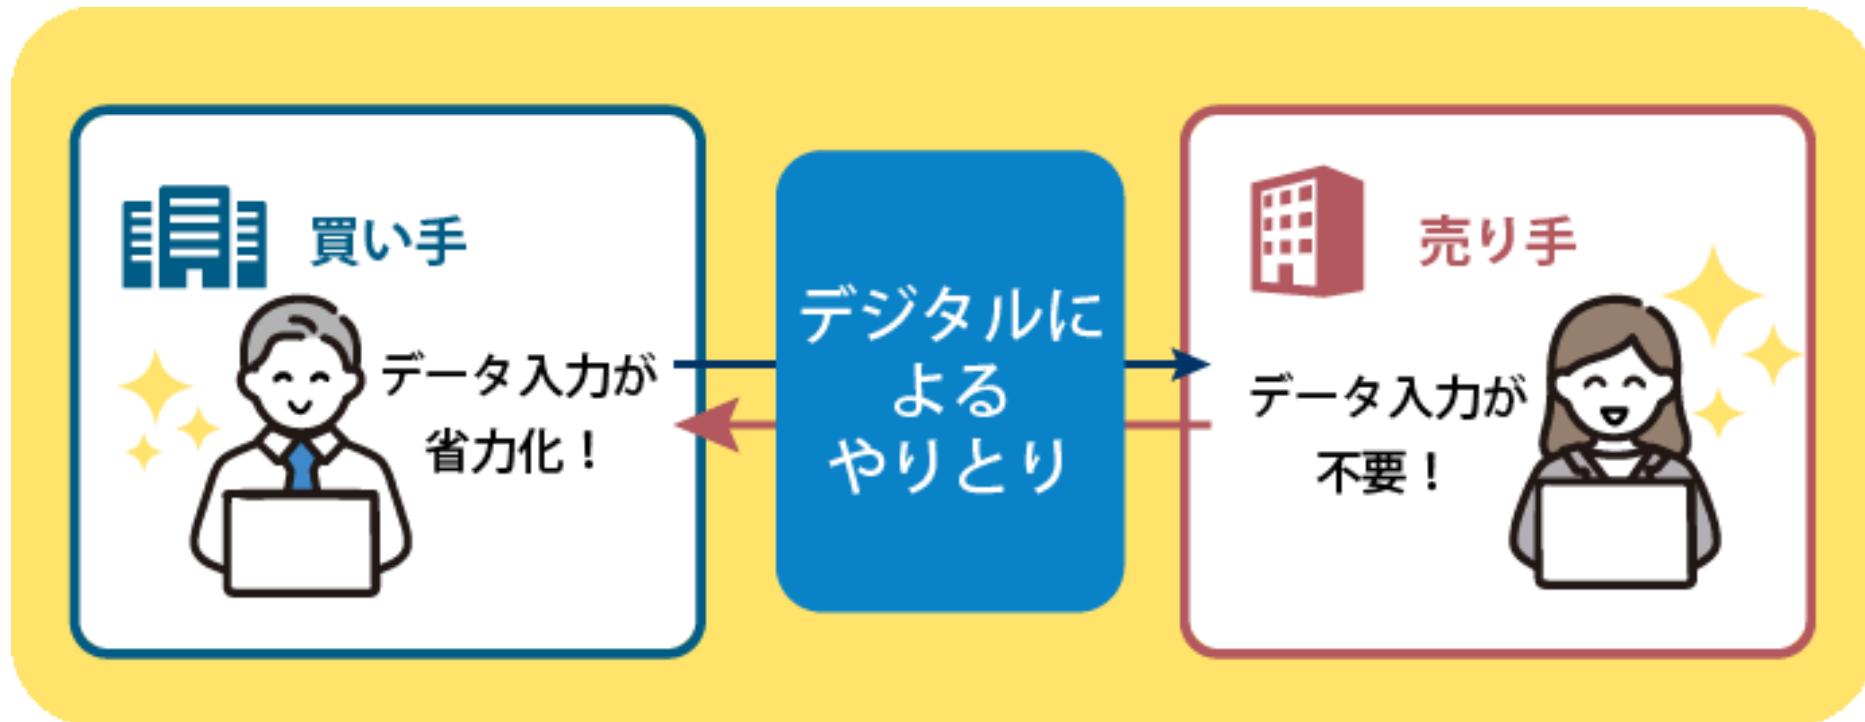 買い手
データ入力が
省力化！
デジタルに
よる
やりとり
売り手
データ入力が
不要！